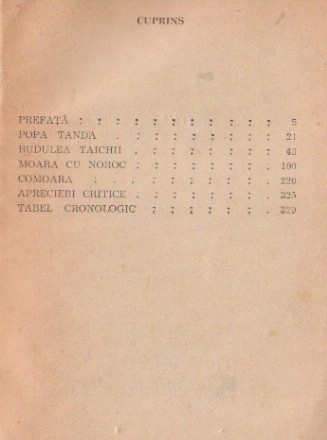 CUPRINS
PREFAȚĂ : : : : : : : : : : : 5
POPA TANDA . : : : : : : : : 21
BUDULEA TAICHII . : : : : : : : 43
MOARA CU NOROC : : : : : : : . 100
COMOARA . . . : : : : : : . 220
APRECIERI CRITICE : : : : : : . 325
TABEL CRONOLOGIC : : : : : . . 329